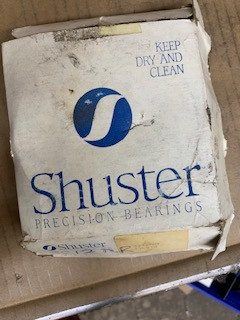 KEEP
DRY AND
CLEAN
Shuster
PRECISION BEARINGS
Shuster